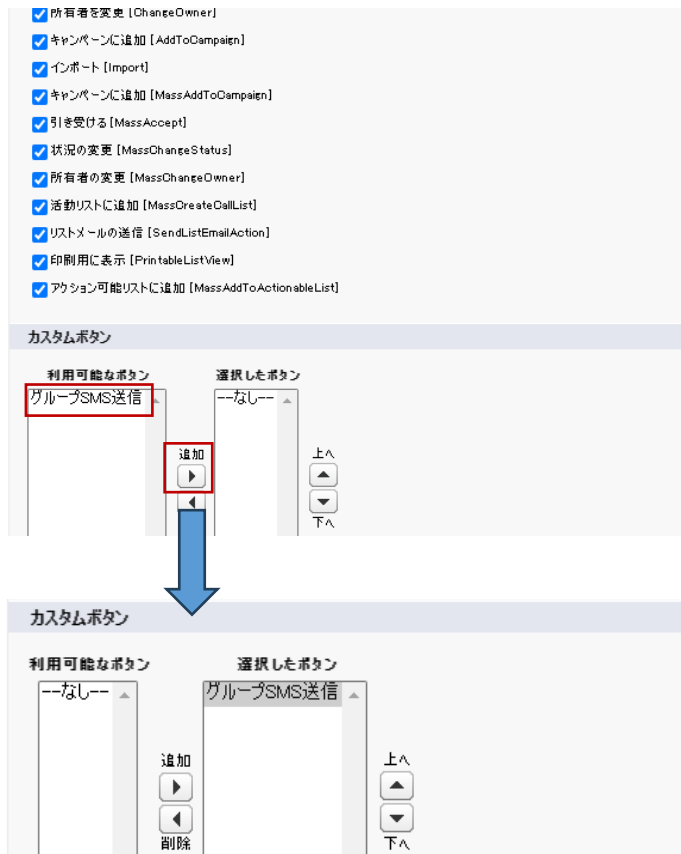 所有者を変更 [ChangeOwner]
キャンペーンに追加 [AddToCampaign]
インポート [Import]
キャンペーンに追加 [MassAddToCampaign]
引き受ける [MassAccept]
状況の変更 [MassChangeStatus]
所有者の変更 [MassChangeOwner]
活動リストに追加 [MassCreateCallList]
リストメールの送信 [SendListEmailAction]
印刷用に表示 [PrintableListView]
アクション可能リストに追加 [MassAddToActionableList]
カスタムボタン
利用可能なボタン 選択したボタン
グループSMS送信 --なし--
追加 上へ
下へ
カスタムボタン
利用可能なボタン 選択したボタン
--なし-- グループSMS送信
追加 上へ
削除 下へ